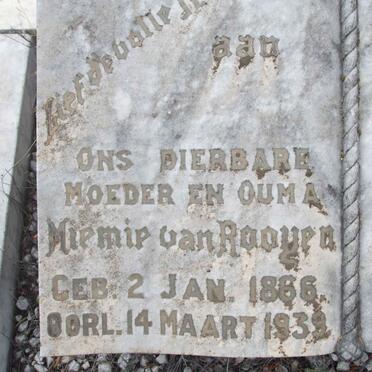 Liefdevolle
aan
ONS DIERBARE
MOEDER EN OUMA
Miemie van Rooyen
GEB. 2 JAN. 1866
OORL. 14 MAART 1939